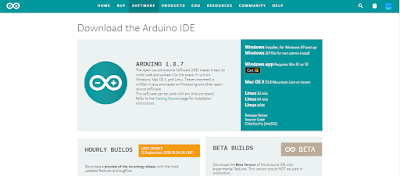 HOME BUY SOFTWARE PRODUCTS EDU RESOURCES COMMUNITY HELP
Download the Arduino IDE
ARDUINO 1.8.7
The open-source Arduino Software (IDE) makes it easy to
write code and upload it to the board. It runs on
Windows, Mac OS X, and Linux. The environment is
written in Java and based on Processing and other open-
source software.
This software can be used with any Arduino board.
Refer to the Getting Started page for Installation
instructions.
Windows Installer, for Windows XP and up
Windows ZIP file for non admin install
Windows app Requires Win 8.1 or 10
Get
Mac OS X 10.8 Mountain Lion or newer
Linux 32 bits
Linux 64 bits
Linux ARM
Release Notes
Source Code
Checksums (sha512)
HOURLY BUILDS
LAST UPDATE
BETA BUILDS
BETA
Download a preview of the incoming release with the most
updated features and bugfixes.
Download the Beta Version of the Arduino IDE with
experimental features. This version should NOT be used in
production.